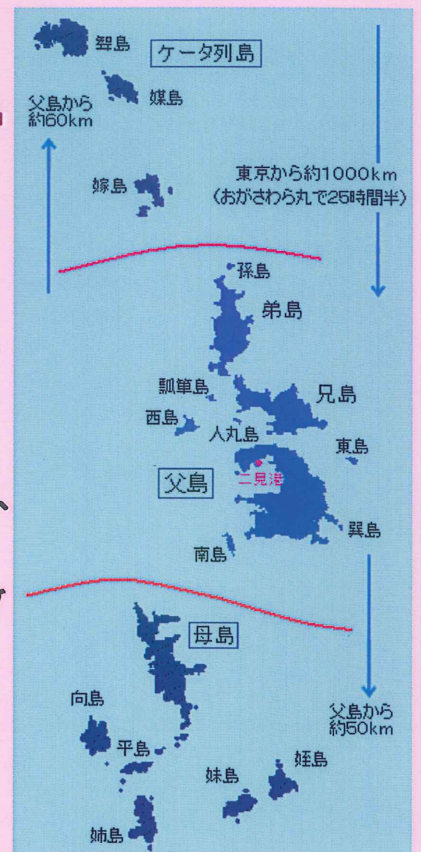 聟島
ケータ列島
媒島
父島から
約60km
嫁島
東京から約1000km
(おがさわら丸で25時間半)
孫島
弟島
瓢箪島
兄島
西島
人丸島
東島
二見港
父島
巽島
南島
母島
向島
父島から
約50km
平島
姪島
妹島
姉島